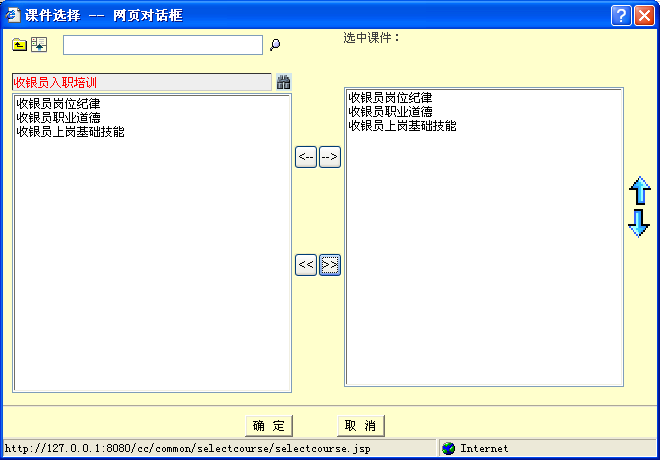 课件选择 -- 网页对话框
选中课件：
收银员入职培训
收银员岗位纪律
收银员职业道德
收银员上岗基础技能
<-- -->
<< >>
收银员岗位纪律
收银员职业道德
收银员上岗基础技能
确 定 取 消
http://127.0.0.1:8080/cc/common/selectcourse/selectcourse.jsp Internet